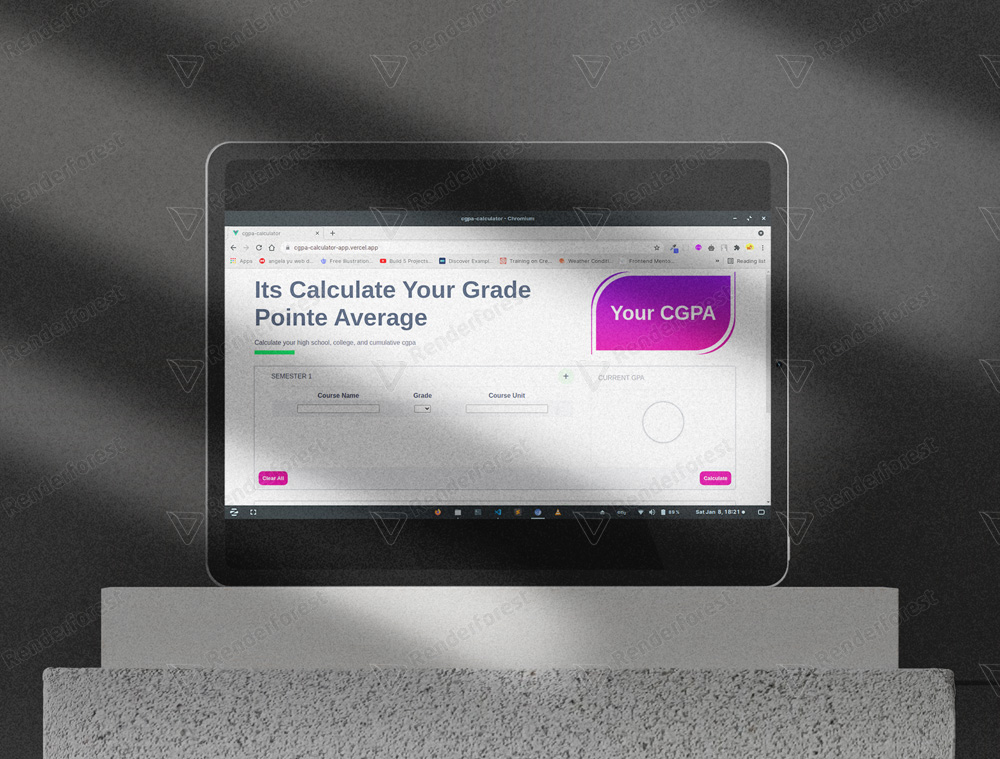 cgpa-calculator - Chromium
cgpa-calculator
cgpa-calculator-app.vercel.app
Apps
angela yu web d...
Free Illustration...
Build 5 Projects...
Discover Exampl...
Training on Cre...
Weather Conditi...
Frontend Mento...
Reading list
Its Calculate Your Grade
Pointe Average
Your CGPA
Calculate your high school, college, and cumulative cgpa
SEMESTER 1
+
CURRENT GPA
Course Name
Grade
Course Unit
Clear All
Calculate
89 %
Sat Jan 8, 18:21
Renderforest